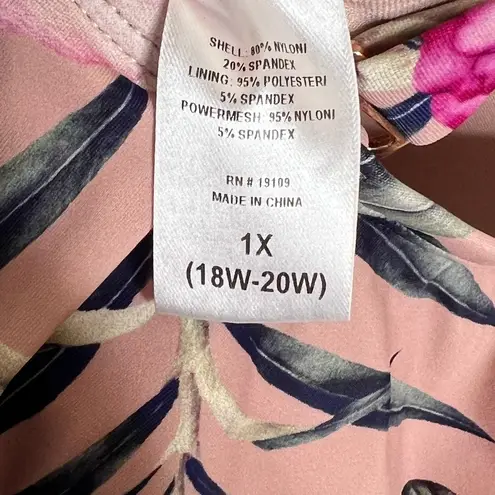 SHELL: 80% NYLON/
20% SPANDEX
LINING: 95% POLYESTER/
5% SPANDEX
POWERMESH: 95% NYLON/
5% SPANDEX
RN # 19109
MADE IN CHINA
1X
(18W-20W)